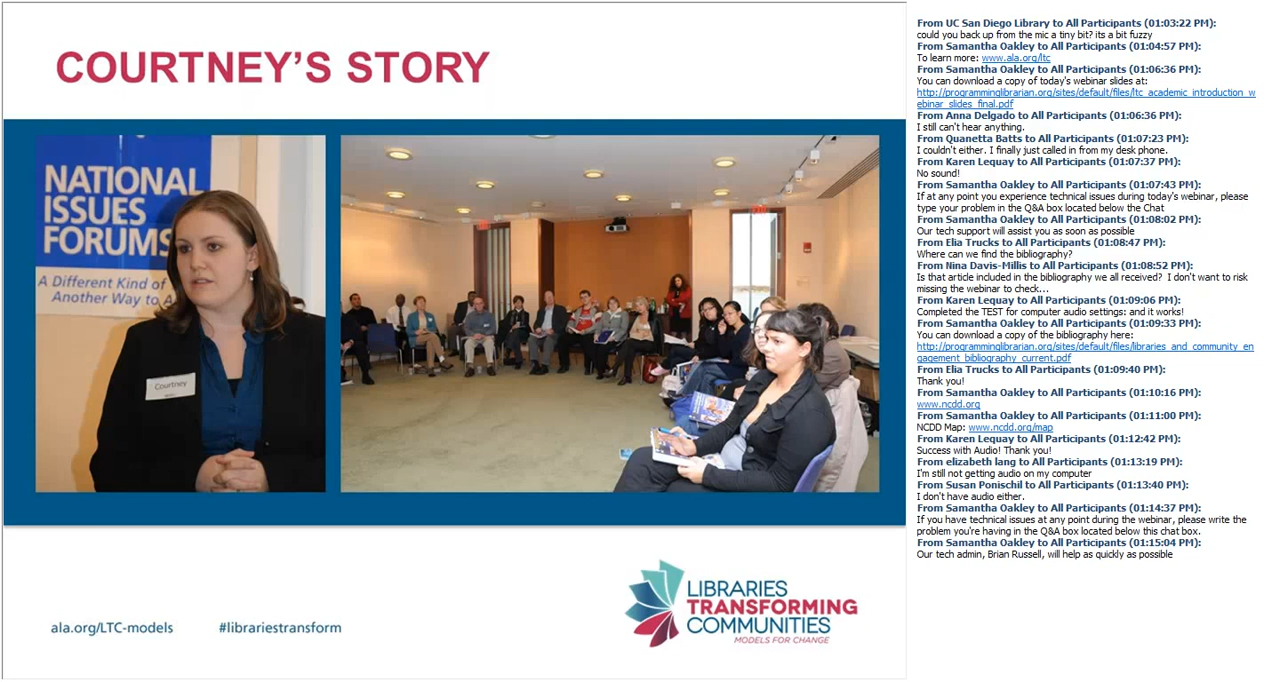 COURTNEY'S STORY
NATIONAL
ISSUES
FORUMS
A Different Kind of
Another Way to A
Courtney
ala.org/LTC-models
#librariestransform
LIBRARIES
TRANSFORMING
COMMUNITIES
MODELS FOR CHANGE
From UC San Diego Library to All Participants (01:03:22 PM):
could you back up from the mic a tiny bit? its a bit fuzzy
From Samantha Oakley to All Participants (01:04:57 PM):
To learn more: www.ala.org/ltc
From Samantha Oakley to All Participants (01:06:36 PM):
You can download a copy of today's webinar slides at:
http://programminglibrarian.org/sites/default/files/ltc_academic_introduction_w
ebinar_slides_final.pdf
From Anna Delgado to All Participants (01:06:36 PM):
I still can't hear anything.
From Quanetta Batts to All Participants (01:07:23 PM):
I couldn't either. I finally just called in from my desk phone.
From Karen Lequay to All Participants (01:07:37 PM):
No sound!
From Samantha Oakley to All Participants (01:07:43 PM):
If at any point you experience technical issues during today's webinar, please
type your problem in the Q&A box located below the Chat
From Samantha Oakley to All Participants (01:08:02 PM):
Our tech support will assist you as soon as possible
From Elia Trucks to All Participants (01:08:47 PM):
Where can we find the bibliography?
From Nina Davis-Millis to All Participants (01:08:52 PM):
Is that article included in the bibliography we all received? I don't want to risk
missing the webinar to check...
From Karen Lequay to All Participants (01:09:06 PM):
Completed the TEST for computer audio settings: and it works!
From Samantha Oakley to All Participants (01:09:33 PM):
You can download a copy of the bibliography here:
http://programminglibrarian.org/sites/default/files/libraries_and_community_en
gagement_bibliography_current.pdf
From Elia Trucks to All Participants (01:09:40 PM):
Thank you!
From Samantha Oakley to All Participants (01:10:16 PM):
www.ncdd.org
From Samantha Oakley to All Participants (01:11:00 PM):
NCDD Map: www.ncdd.org/map
From Karen Lequay to All Participants (01:12:42 PM):
Success with Audio! Thank you!
From elizabeth lang to All Participants (01:13:19 PM):
I'm still not getting audio on my computer
From Susan Ponischil to All Participants (01:13:40 PM):
I don't have audio either.
From Samantha Oakley to All Participants (01:14:37 PM):
If you have technical issues at any point during the webinar, please write the
problem you're having in the Q&A box located below this chat box.
From Samantha Oakley to All Participants (01:15:04 PM):
Our tech admin, Brian Russell, will help as quickly as possible